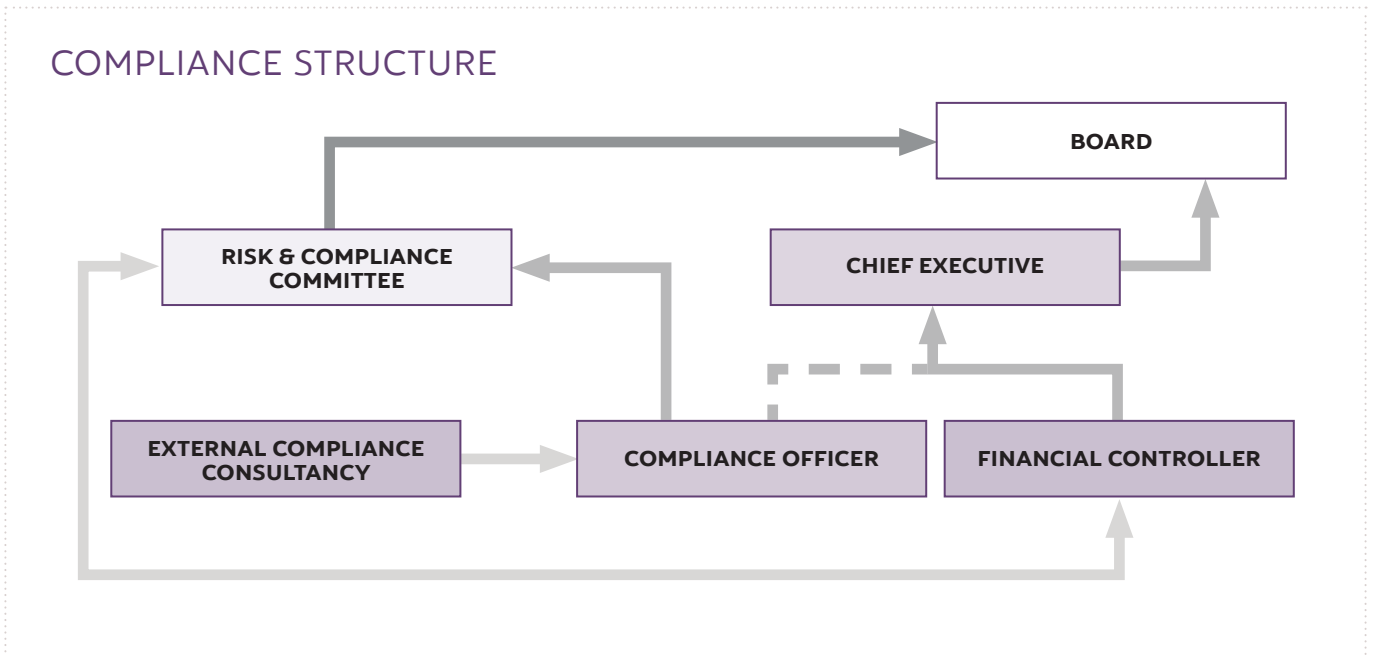 COMPLIANCE STRUCTURE
BOARD
RISK & COMPLIANCE
COMMITTEE
CHIEF EXECUTIVE
EXTERNAL COMPLIANCE
CONSULTANCY
COMPLIANCE OFFICER
FINANCIAL CONTROLLER